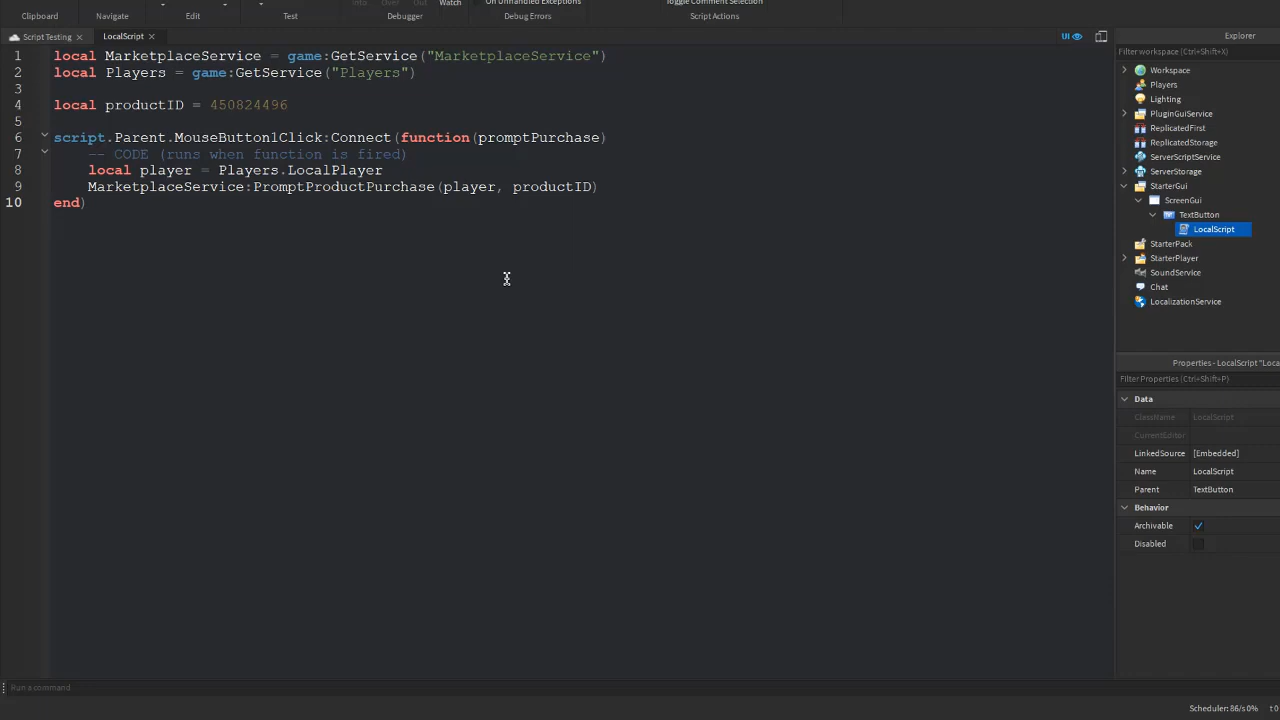 Over
Out
Watch
On Unhandled Exceptions
Toggle Comment Selection
Clipboard
Navigate
Edit
Test
Debugger
Debug Errors
Script Actions
Script Testing
LocalScript
UI
Explorer
Filter workspace (Ctrl+Shift+X)
1 local MarketplaceService = game:GetService("MarketplaceService")
2 local Players = game:GetService("Players")
3
4 local productID = 450824496
5
6 script.Parent.MouseButton1Click:Connect(function(promptPurchase)
7 -- CODE (runs when function is fired)
8 local player = Players.LocalPlayer
9 MarketplaceService:PromptProductPurchase(player, productID)
10 end)
Workspace
Players
Lighting
PluginGuiService
ReplicatedFirst
ReplicatedStorage
ServerScriptService
ServerStorage
StarterGui
ScreenGui
TextButton
LocalScript
StarterPack
StarterPlayer
SoundService
Chat
LocalizationService
Properties - LocalScript "Loca
Filter Properties (Ctrl+Shift+P)
Data
ClassName LocalScript
CurrentEditor
LinkedSource [Embedded]
Name LocalScript
Parent TextButton
Behavior
Archivable
Disabled
Run a command
Scheduler: 86/s0% t 0